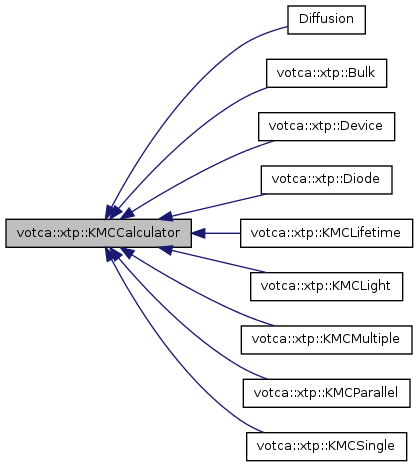 Diffusion
votca::xtp::Bulk
votca::xtp::Device
votca::xtp::Diode
votca::xtp::KMCCalculator
votca::xtp::KMCLifetime
votca::xtp::KMCLight
votca::xtp::KMCMultiple
votca::xtp::KMCParallel
votca::xtp::KMCSingle